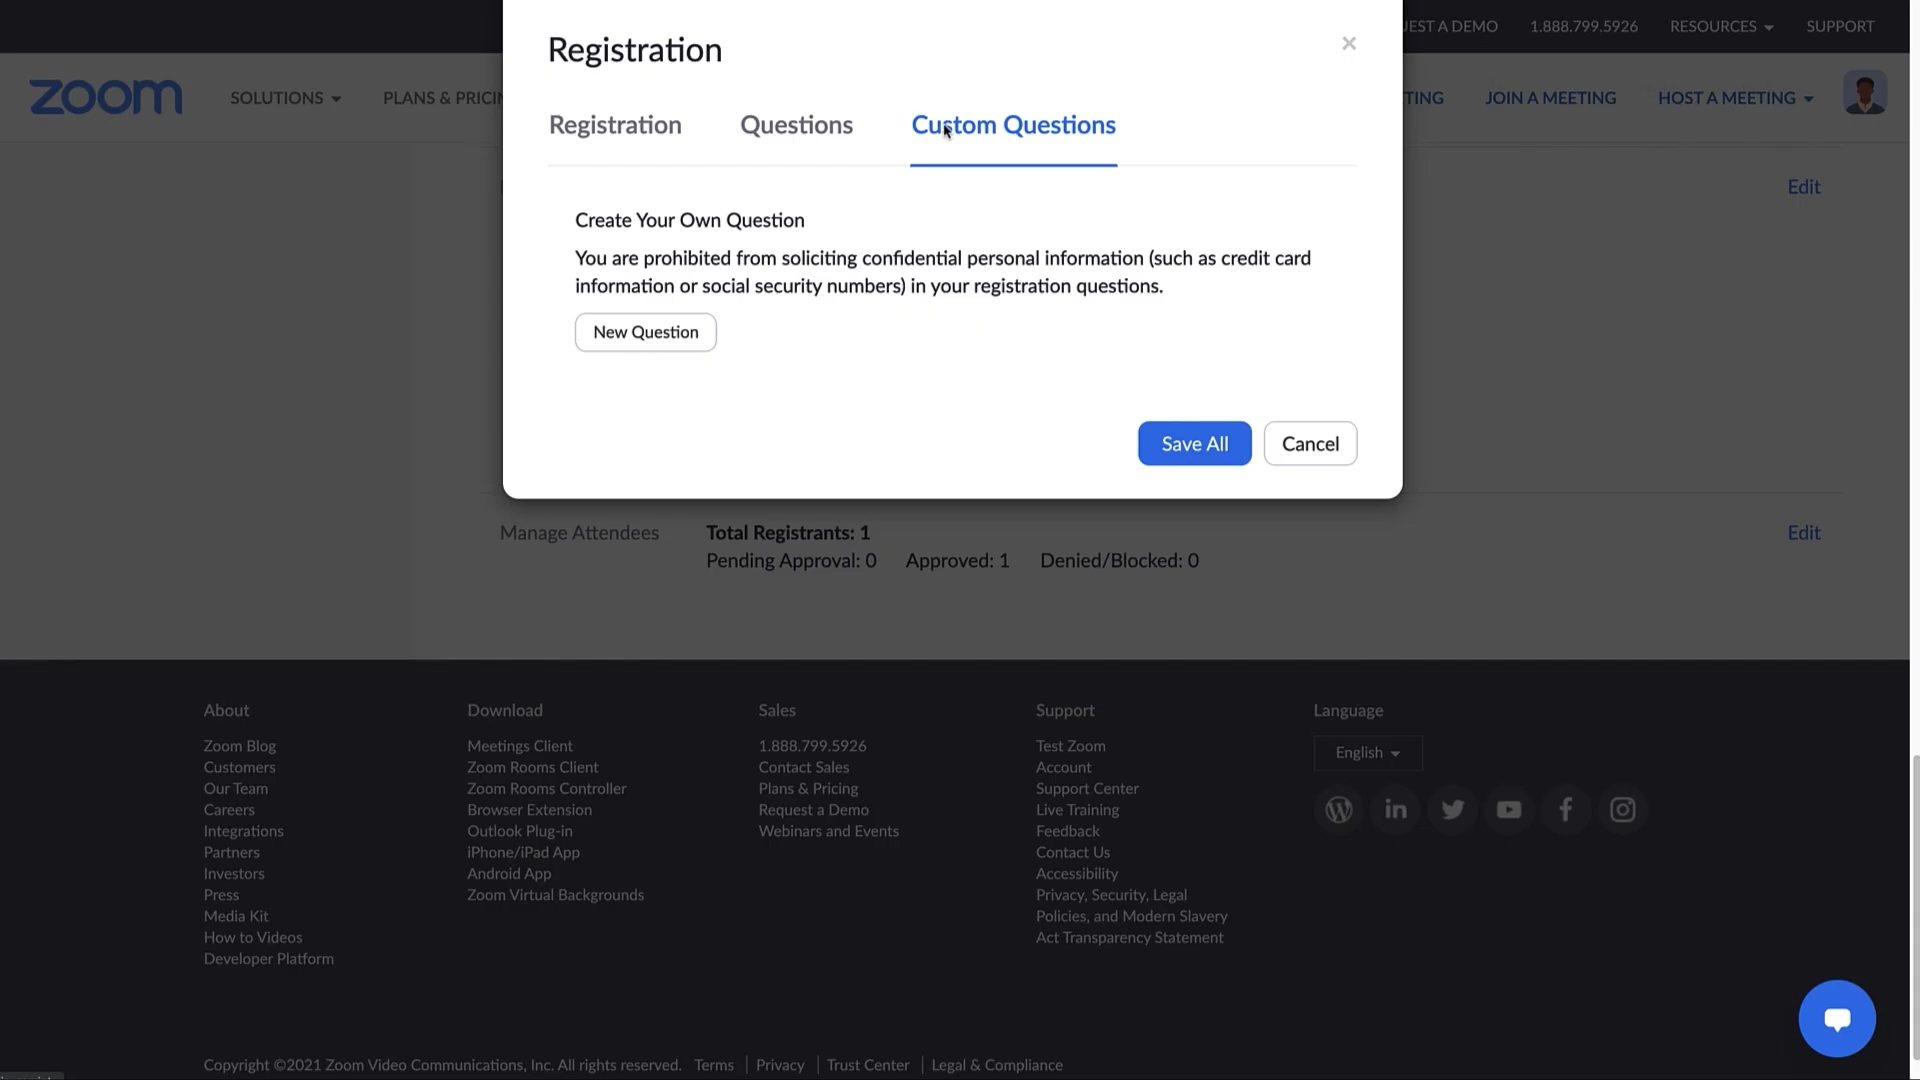 Registration
×
UEST A DEMO 1.888.799.5926 RESOURCES SUPPORT
zoom SOLUTIONS PLANS & PRICIN TING JOIN A MEETING HOST A MEETING
Registration Questions Custom Questions
Edit
Create Your Own Question
You are prohibited from soliciting confidential personal information (such as credit card
information or social security numbers) in your registration questions.
New Question
Save All Cancel
Manage Attendees Total Registrants: 1 Edit
Pending Approval: 0 Approved: 1 Denied/Blocked: 0
About
Zoom Blog
Customers
Our Team
Careers
Integrations
Partners
Investors
Press
Media Kit
How to Videos
Developer Platform
Download
Meetings Client
Zoom Rooms Client
Zoom Rooms Controller
Browser Extension
Outlook Plug-in
iPhone/iPad App
Android App
Zoom Virtual Backgrounds
Sales
1.888.799.5926
Contact Sales
Plans & Pricing
Request a Demo
Webinars and Events
Support
Test Zoom
Account
Support Center
Live Training
Feedback
Contact Us
Accessibility
Privacy, Security, Legal
Policies, and Modern Slavery
Act Transparency Statement
Language
English
Copyright ©2021 Zoom Video Communications, Inc. All rights reserved. Terms | Privacy | Trust Center | Legal & Compliance